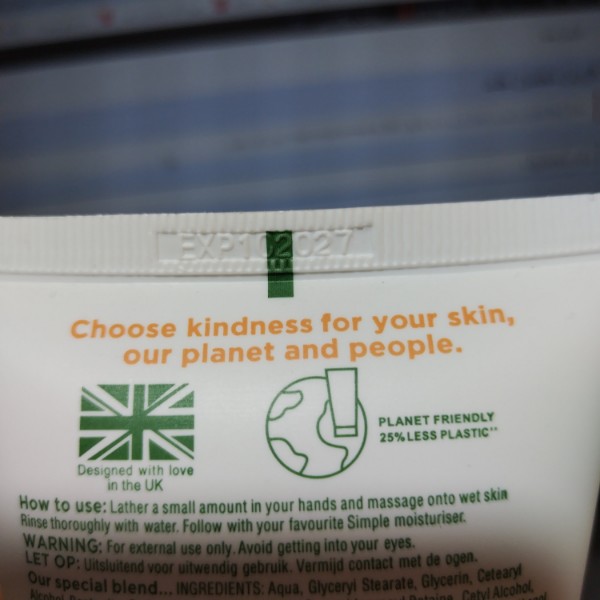 EXP102027
Choose kindness for your skin,
our planet and people.
Designed with love
in the UK
PLANET FRIENDLY
25% LESS PLASTIC**
How to use: Lather a small amount in your hands and massage onto wet skin
Rinse thoroughly with water. Follow with your favourite Simple moisturiser.
WARNING: For external use only. Avoid getting into your eyes.
LET OP: Uitsluitend voor uitwendig gebruik. Vermijd contact met de ogen.
Our special blend... INGREDIENTS: Aqua, Glyceryl Stearate, Glycerin, Cetearyl
Cetyl Alcohol,